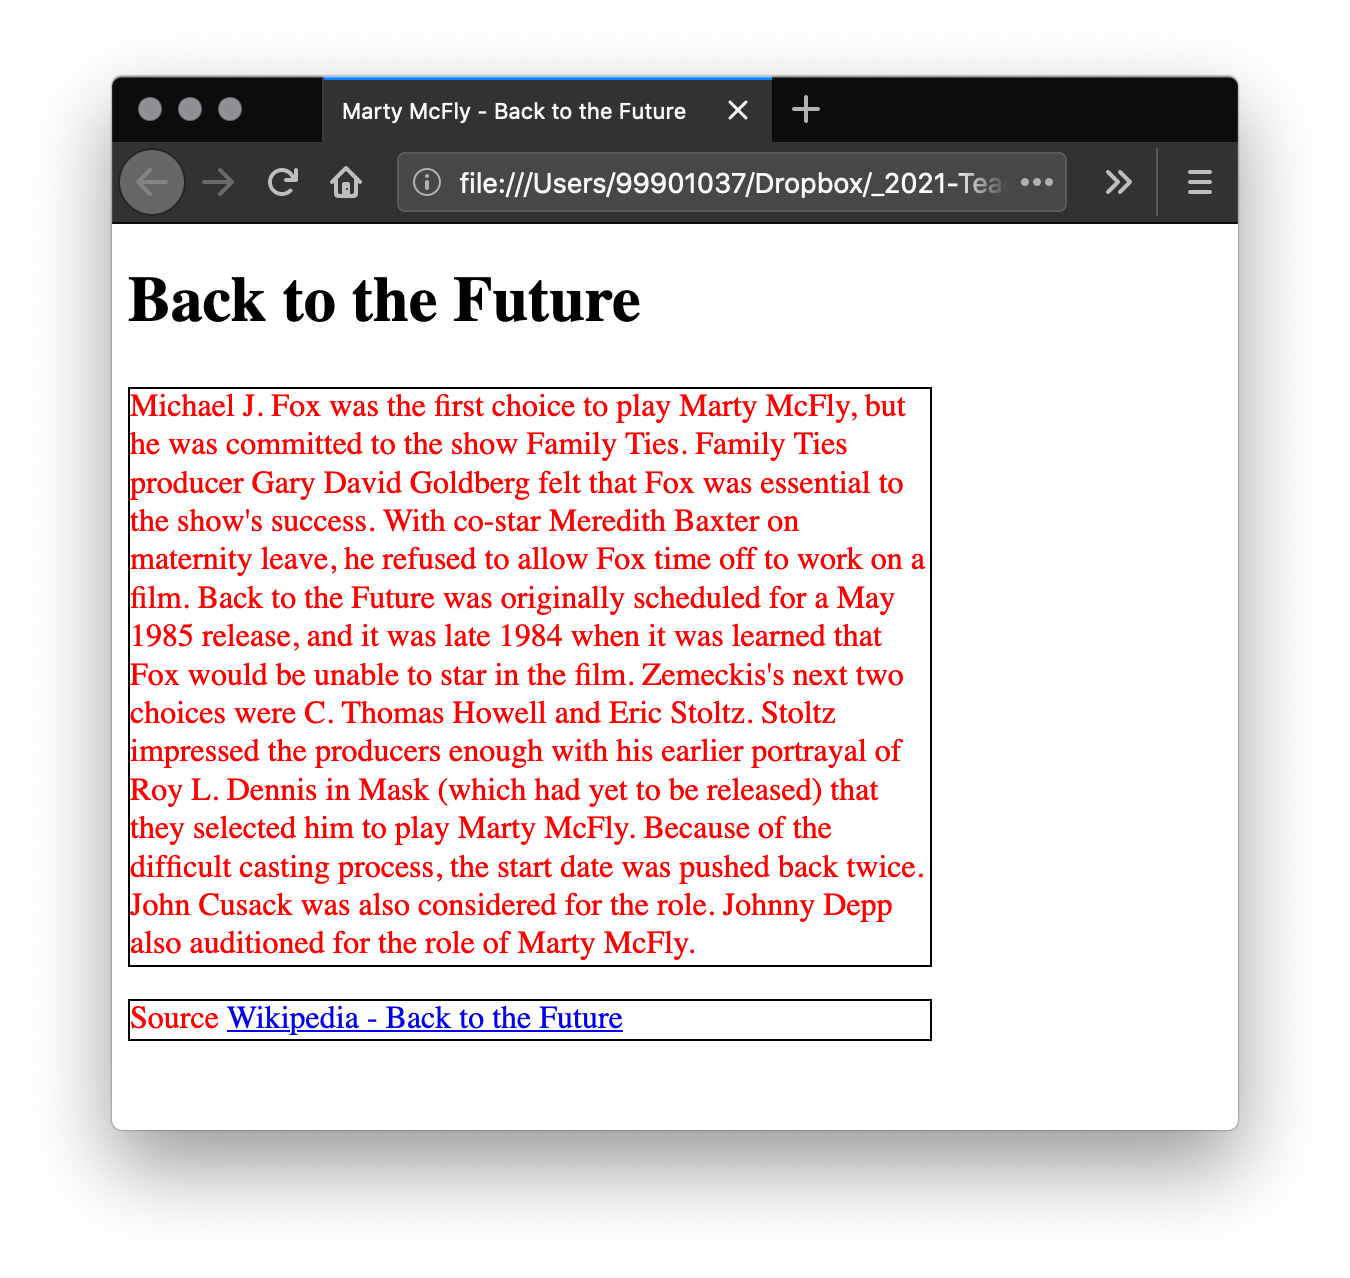 Marty McFly - Back to the Future
file:///Users/99901037/Dropbox/_2021-Tea
Back to the Future
Michael J. Fox was the first choice to play Marty McFly, but
he was committed to the show Family Ties. Family Ties
producer Gary David Goldberg felt that Fox was essential to
the show's success. With co-star Meredith Baxter on
maternity leave, he refused to allow Fox time off to work on a
film. Back to the Future was originally scheduled for a May
1985 release, and it was late 1984 when it was learned that
Fox would be unable to star in the film. Zemeckis's next two
choices were C. Thomas Howell and Eric Stoltz. Stoltz
impressed the producers enough with his earlier portrayal of
Roy L. Dennis in Mask (which had yet to be released) that
they selected him to play Marty McFly. Because of the
difficult casting process, the start date was pushed back twice.
John Cusack was also considered for the role. Johnny Depp
also auditioned for the role of Marty McFly.
Source Wikipedia - Back to the Future